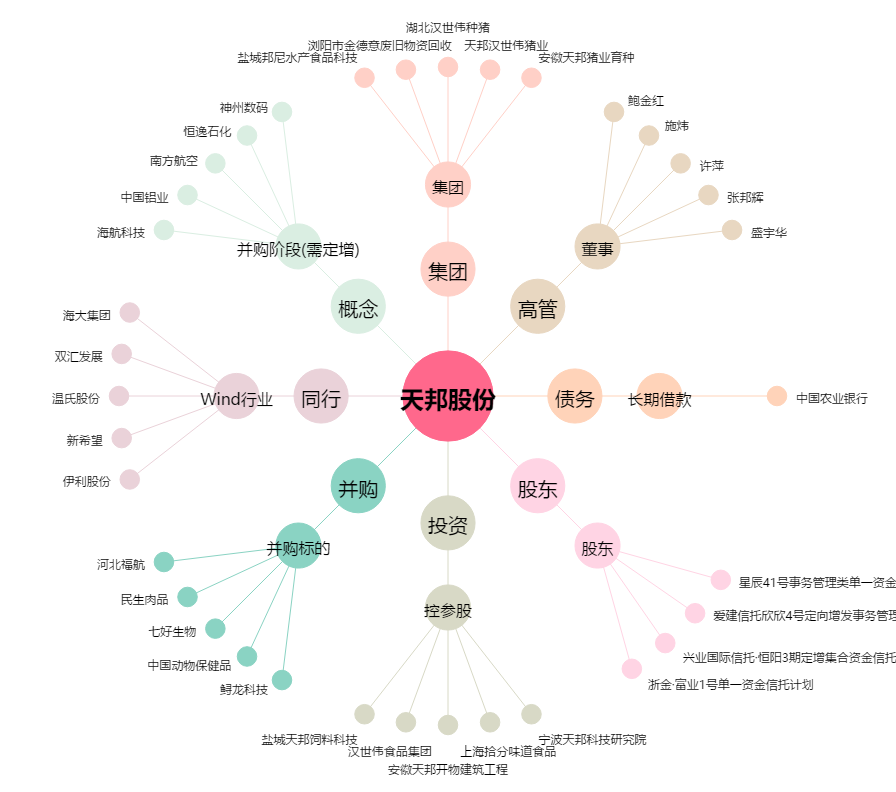 湖北汉世伟种猪
浏阳市金德意废旧物资回收
天邦汉世伟猪业
盐城邦尼水产食品科技
安徽天邦猪业育种
神州数码
鲍金红
恒逸石化
施炜
南方航空
许萍
中国铝业
张邦辉
海航科技
盛宇华
集团
并购阶段(需定增)
董事
集团
概念
高管
海大集团
双汇发展
温氏股份
新希望
伊利股份
Wind行业
同行
天邦股份
债务
长期借款
中国农业银行
并购
投资
股东
并购标的
股东
河北福航
民生肉品
七好生物
中国动物保健品
鲟龙科技
控参股
星辰41号事务管理类单一资金
爱建信托欣欣4号定向增发事务管理
兴业国际信托·恒阳3期定增集合资金信托
浙金·富业1号单一资金信托计划
盐城天邦饲料科技
汉世伟食品集团
安徽天邦开物建筑工程
上海拾分味道食品
宁波天邦科技研究院